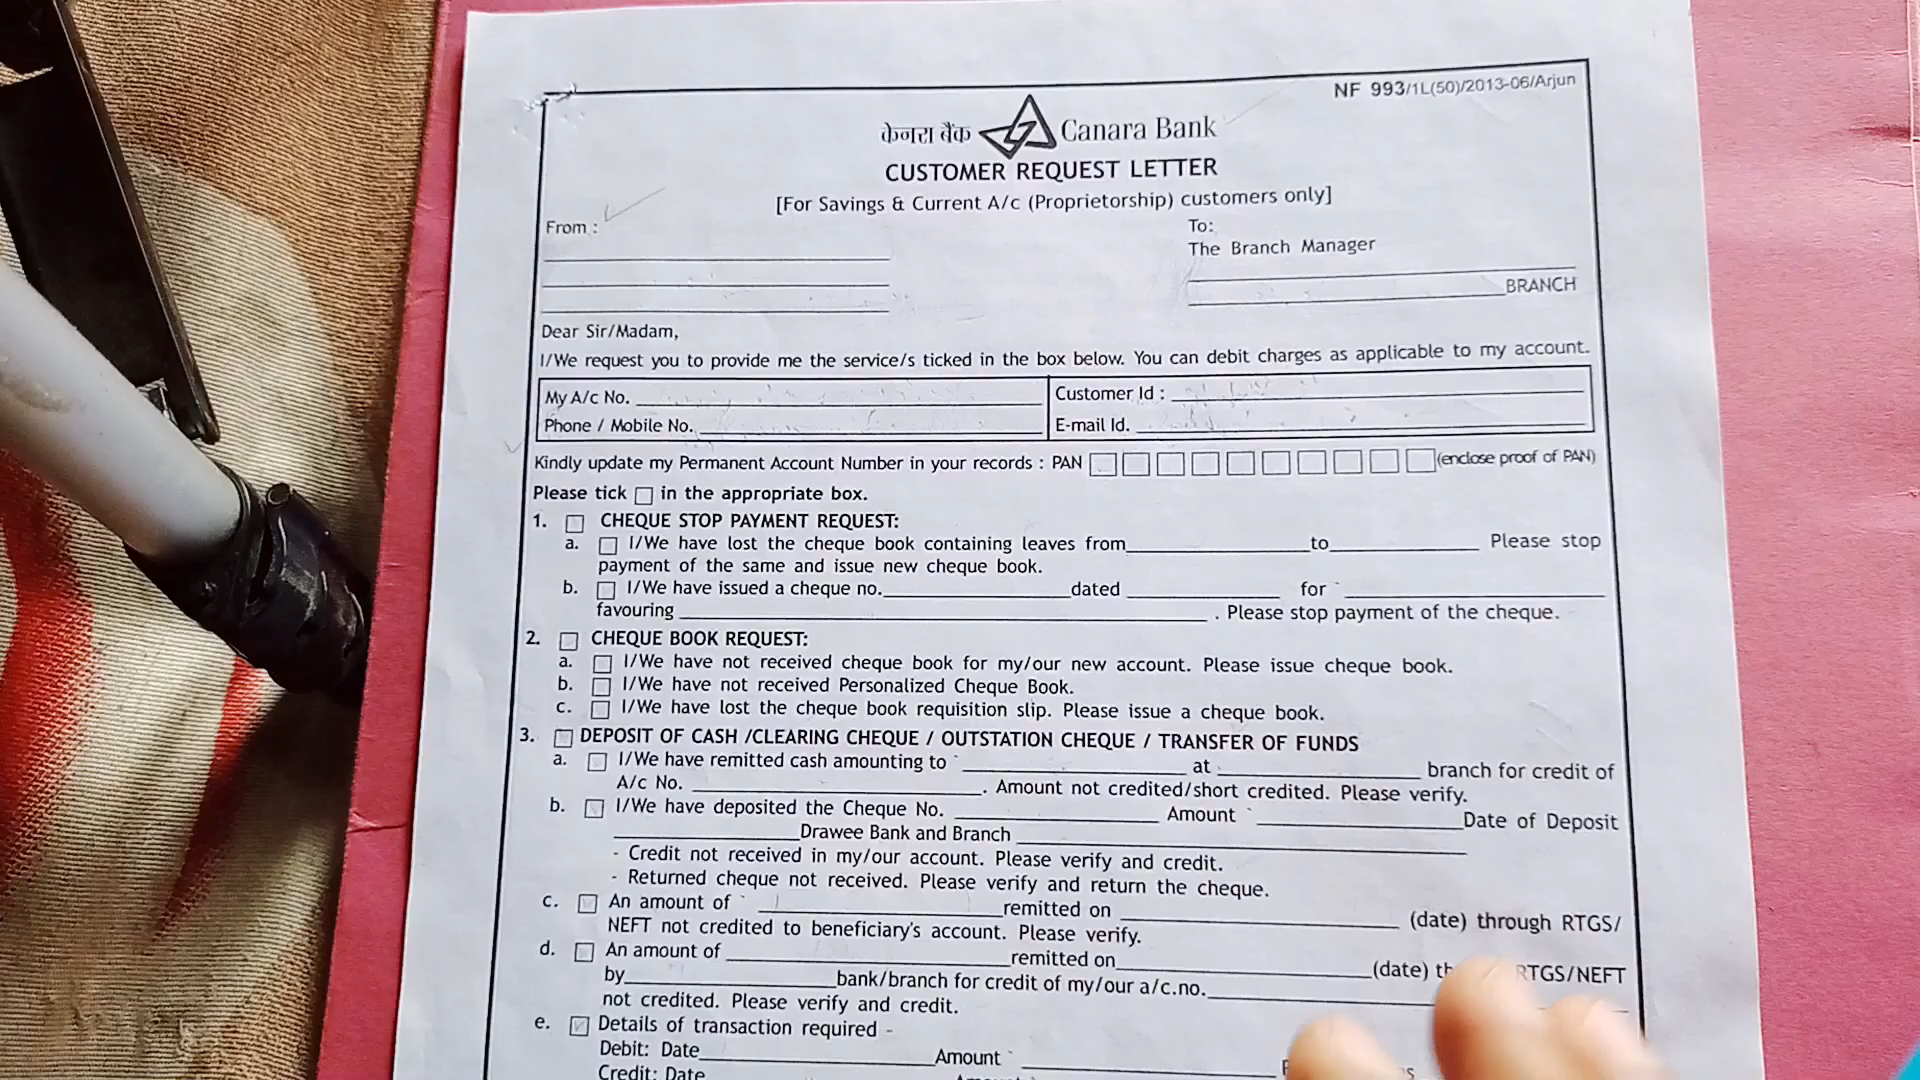 NF 993/1L(50)/2013-06/Arjun
केनरा बैंक Canara Bank
CUSTOMER REQUEST LETTER
[For Savings & Current A/c (Proprietorship) customers only]
From :
To:
The Branch Manager
BRANCH
Dear Sir/Madam,
I/We request you to provide me the service/s ticked in the box below. You can debit charges as applicable to my account.
My A/c No. Customer Id :
Phone / Mobile No. E-mail Id.
Kindly update my Permanent Account Number in your records : PAN (enclose proof of PAN)
Please tick in the appropriate box.
1. CHEQUE STOP PAYMENT REQUEST:
a. I/We have lost the cheque book containing leaves from to Please stop
payment of the same and issue new cheque book.
b. I/We have issued a cheque no. dated for `
favouring . Please stop payment of the cheque.
2. CHEQUE BOOK REQUEST:
a. I/We have not received cheque book for my/our new account. Please issue cheque book.
b. I/We have not received Personalized Cheque Book.
c. I/We have lost the cheque book requisition slip. Please issue a cheque book.
3. DEPOSIT OF CASH /CLEARING CHEQUE / OUTSTATION CHEQUE / TRANSFER OF FUNDS
a. I/We have remitted cash amounting to ` at branch for credit of
A/c No. . Amount not credited/short credited. Please verify.
b. I/We have deposited the Cheque No. Amount ` Date of Deposit
Drawee Bank and Branch
- Credit not received in my/our account. Please verify and credit.
- Returned cheque not received. Please verify and return the cheque.
c. An amount of ` remitted on (date) through RTGS/
NEFT not credited to beneficiary's account. Please verify.
d. An amount of remitted on (date) RTGS/NEFT
by bank/branch for credit of my/our a/c.no.
not credited. Please verify and credit.
e. Details of transaction required -
Debit: Date Amount `
Credit: Date